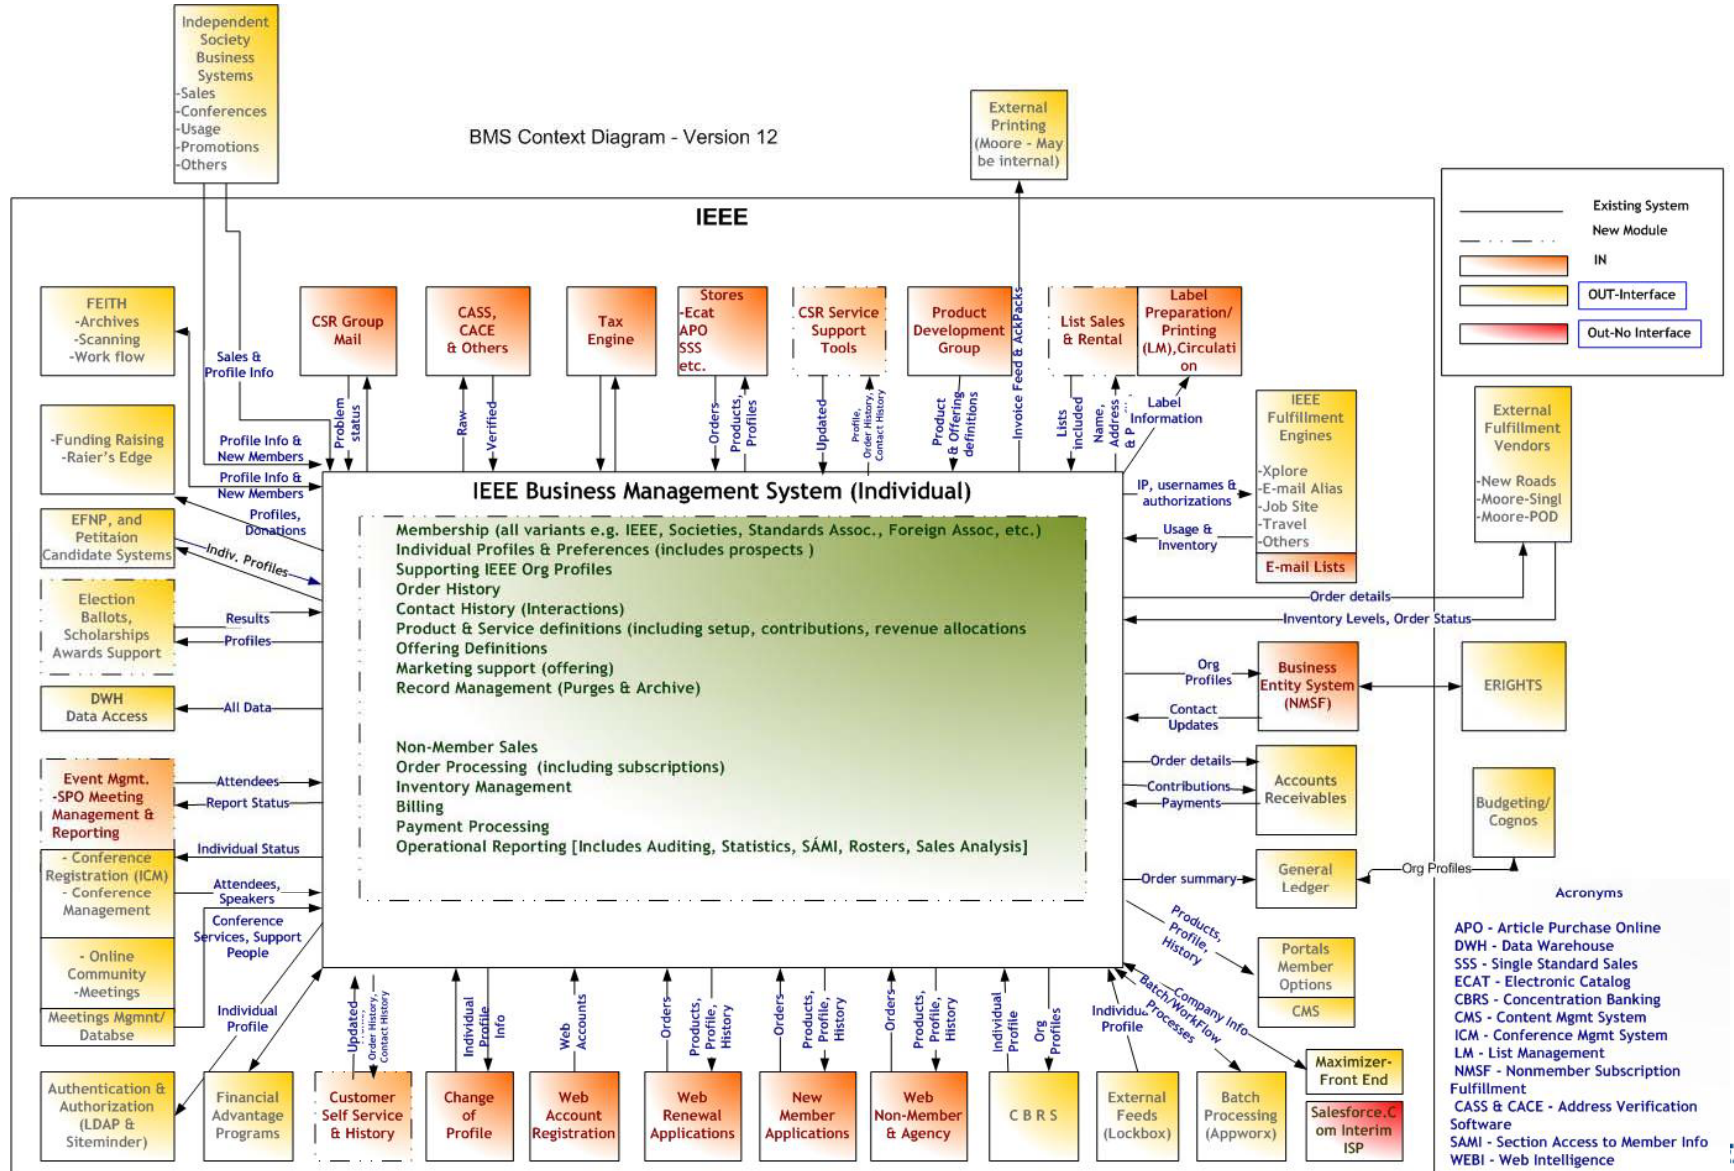 Independent
Society
Business
Systems
-Sales
-Conferences
-Usage
-Promotions
-Others
BMS Context Diagram - Version 12
External
Printing
(Moore - May
be internal)
IEEE
Existing System
New Module
IN
OUT-Interface
Out-No Interface
FEITH
-Archives
-Scanning
-Work flow
CSR Group
Mail
CASS,
CACE
& Others
Tax
Engine
Stores
-Ecat
APO
SSS
etc.
CSR Service
Support
Tools
Product
Development
Group
List Sales
& Rental
Label
Preparation/
Printing
(LM),Circulati
on
Sales &
Profile Info
Problem
status
Raw
Verified
Orders
Products,
Profiles
Updated
Profile,
Order History,
Contact History
Product
& Offering
definitions
Invoice Feed & AckPacks
Lists
included
Name,
Address
& P
Label
Information
-Funding Raising
-Raier's Edge
Profile Info &
New Members
Profile Info &
New Members
Profiles,
Donations
IEEE
Fulfillment
Engines
-Xplore
-E-mail Alias
-Job Site
-Travel
-Others
E-mail Lists
External
Fulfillment
Vendors
-New Roads
-Moore-Singl
-Moore-POD
IP, usernames &
authorizations
Usage &
Inventory
EFNP, and
Petitaion
Candidate Systems
Indiv. Profiles
Election
Ballots,
Scholarships
Awards Support
Results
Profiles
DWH
Data Access
All Data
IEEE Business Management System (Individual)
Membership (all variants e.g. IEEE, Societies, Standards Assoc., Foreign Assoc, etc.)
Individual Profiles & Preferences (includes prospects )
Supporting IEEE Org Profiles
Order History
Contact History (Interactions)
Product & Service definitions (including setup, contributions, revenue allocations
Offering Definitions
Marketing support (offering)
Record Management (Purges & Archive)
Non-Member Sales
Order Processing  (including subscriptions)
Inventory Management
Billing
Payment Processing
Operational Reporting [Includes Auditing, Statistics, SÁMI, Rosters, Sales Analysis]
Order details
Inventory Levels, Order Status
Org
Profiles
Contact
Updates
Business
Entity System
(NMSF)
ERIGHTS
Order details
Contributions
Payments
Accounts
Receivables
Budgeting/
Cognos
Order summary
General
Ledger
Org Profiles
Products,
Profile,
History
Portals
Member
Options
CMS
Event Mgmt.
-SPO Meeting
Management &
Reporting
Attendees
Report Status
- Conference
Registration (ICM)
- Conference
Management
Individual Status
Attendees,
Speakers
Conference
Services, Support
People
- Online
Community
-Meetings
Meetings Mgmnt/
Databse
Individual
Profile
Authentication &
Authorization
(LDAP &
Siteminder)
Financial
Advantage
Programs
Updated
Order History,
Contact History
Customer
Self Service
& History
Individual
Profile
Info
Change
of
Profile
Web
Accounts
Web
Account
Registration
Orders
Products,
Profile,
History
Web
Renewal
Applications
Orders
Products,
Profile,
History
New
Member
Applications
Orders
Products,
Profile,
History
Web
Non-Member
& Agency
Individual
Profile
Org
Profiles
C B R S
Profile
External
Feeds
(Lockbox)
Batch/WorkFlow
Processes
Batch
Processing
(Appworx)
Company Info
Maximizer-
Front End
Salesforce.C
om Interim
ISP
Acronyms
APO - Article Purchase Online
DWH - Data Warehouse
SSS - Single Standard Sales
ECAT - Electronic Catalog
CBRS - Concentration Banking
CMS - Content Mgmt System
ICM - Conference Mgmt System
LM - List Management
NMSF - Nonmember Subscription
Fulfillment
CASS & CACE - Address Verification
Software
SAMI - Section Access to Member Info
WEBI - Web Intelligence